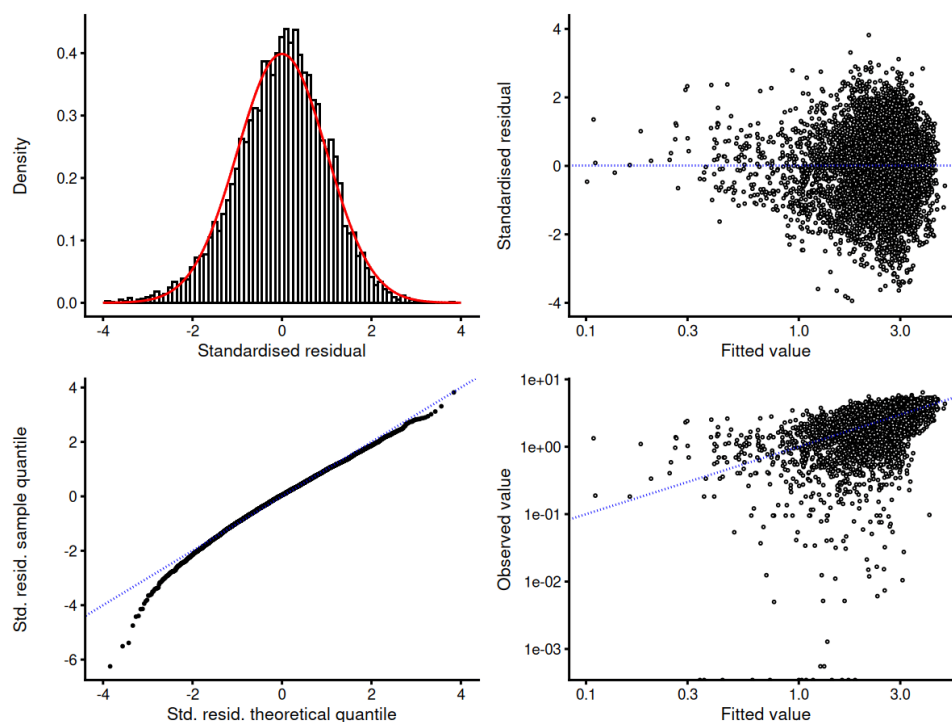 Density
0.4
0.3
0.2
0.1
0.0
-4 -2 0 2 4
Standardised residual
Standardised residual
4
2
0
-2
-4
0.1 0.3 1.0 3.0
Fitted value
Std. resid. sample quantile
4
2
0
-2
-4
-6
-4 -2 0 2 4
Std. resid. theoretical quantile
Observed value
1e+01
1e+00
1e-01
1e-02
1e-03
0.1 0.3 1.0 3.0
Fitted value